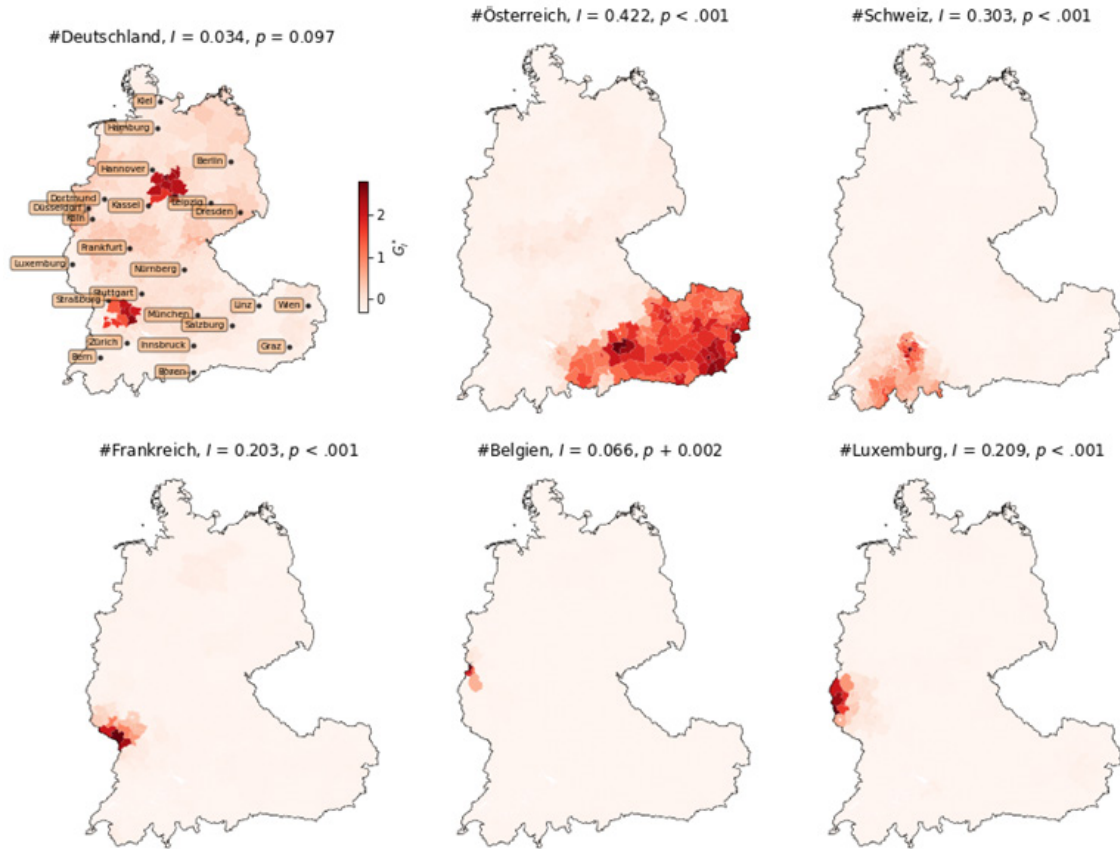 #Deutschland, I = 0.034, p = 0.097
#Österreich, I = 0.422, p < .001
#Schweiz, I = 0.303, p < .001
Kiel
Hamburg
Berlin
Hannover
Dortmund
Düsseldorf
Kassel
Leipzig
Dresden
Köln
Frankfurt
Luxemburg
Nürnberg
Stuttgart
Straßburg
Linz
Wien
München
Salzburg
Zürich
Innsbruck
Graz
Bern
Bozen
2
1
0
G*i
#Frankreich, I = 0.203, p < .001
#Belgien, I = 0.066, p + 0.002
#Luxemburg, I = 0.209, p < .001